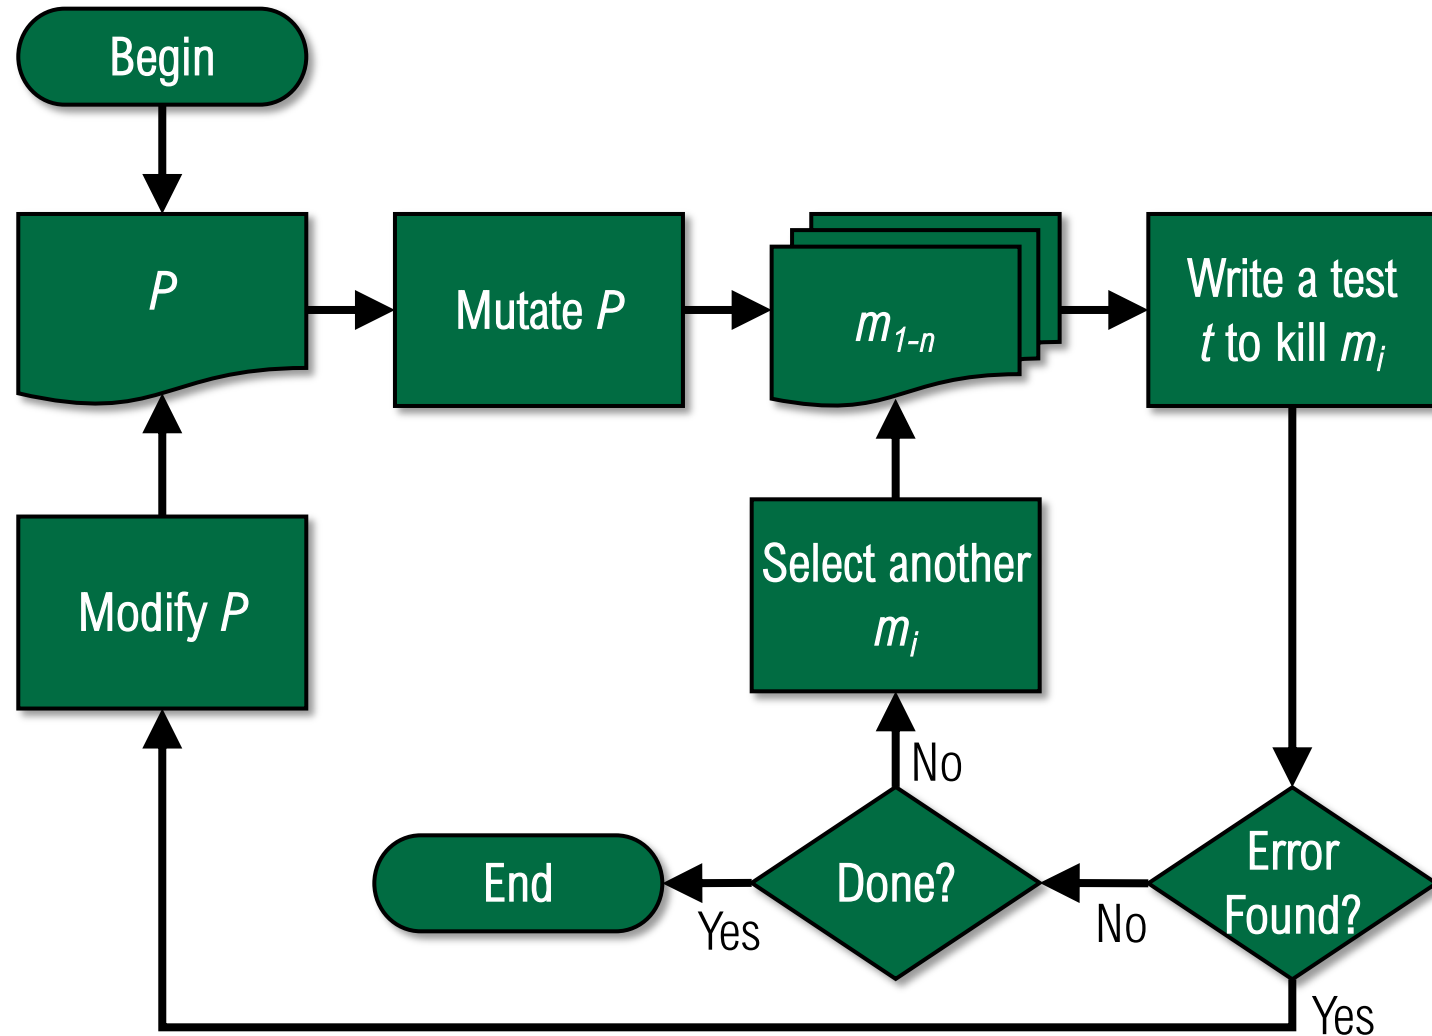 Begin
P
Mutate P
m1-n
Write a test
t to kill mi
Modify P
Select another
mi
No
End
Yes
Done?
No
Error
Found?
Yes